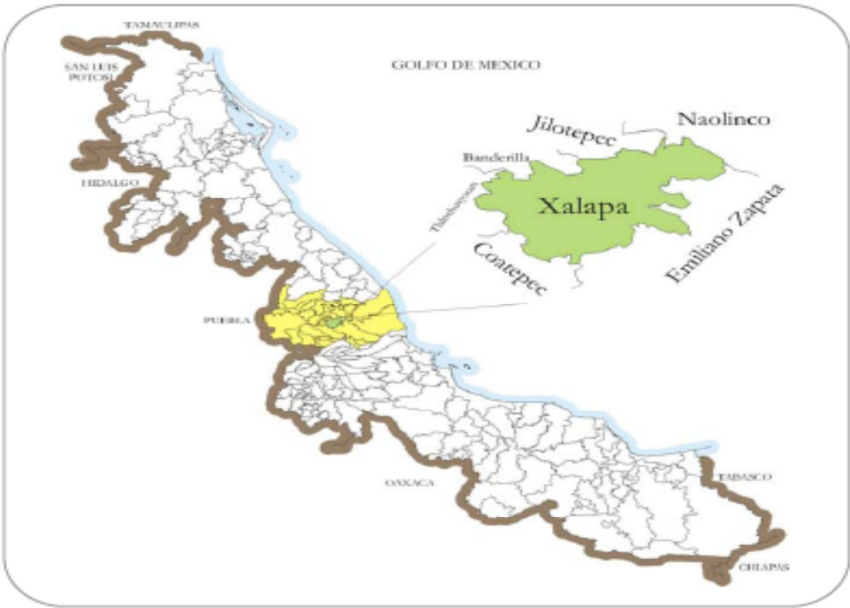 TAMAULIPAS
SAN LUIS
POTOSI
GOLFO DE MEXICO
Naolinco
Jilotepec
Banderilla
HIDALGO
Xalapa
Emiliano Zapata
Coatepec
PUEBLA
OAXACA
TABASCO
CHIAPAS